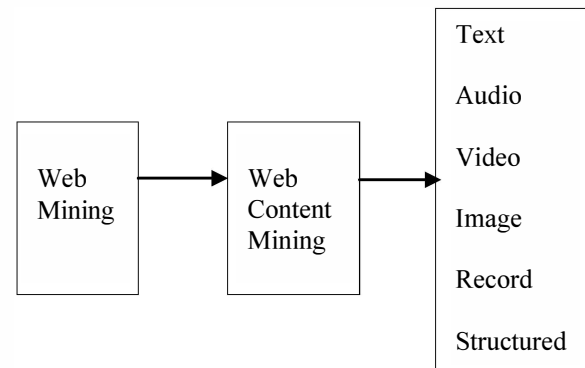 Web
Mining
Web
Content
Mining
Text
Audio
Video
Image
Record
Structured